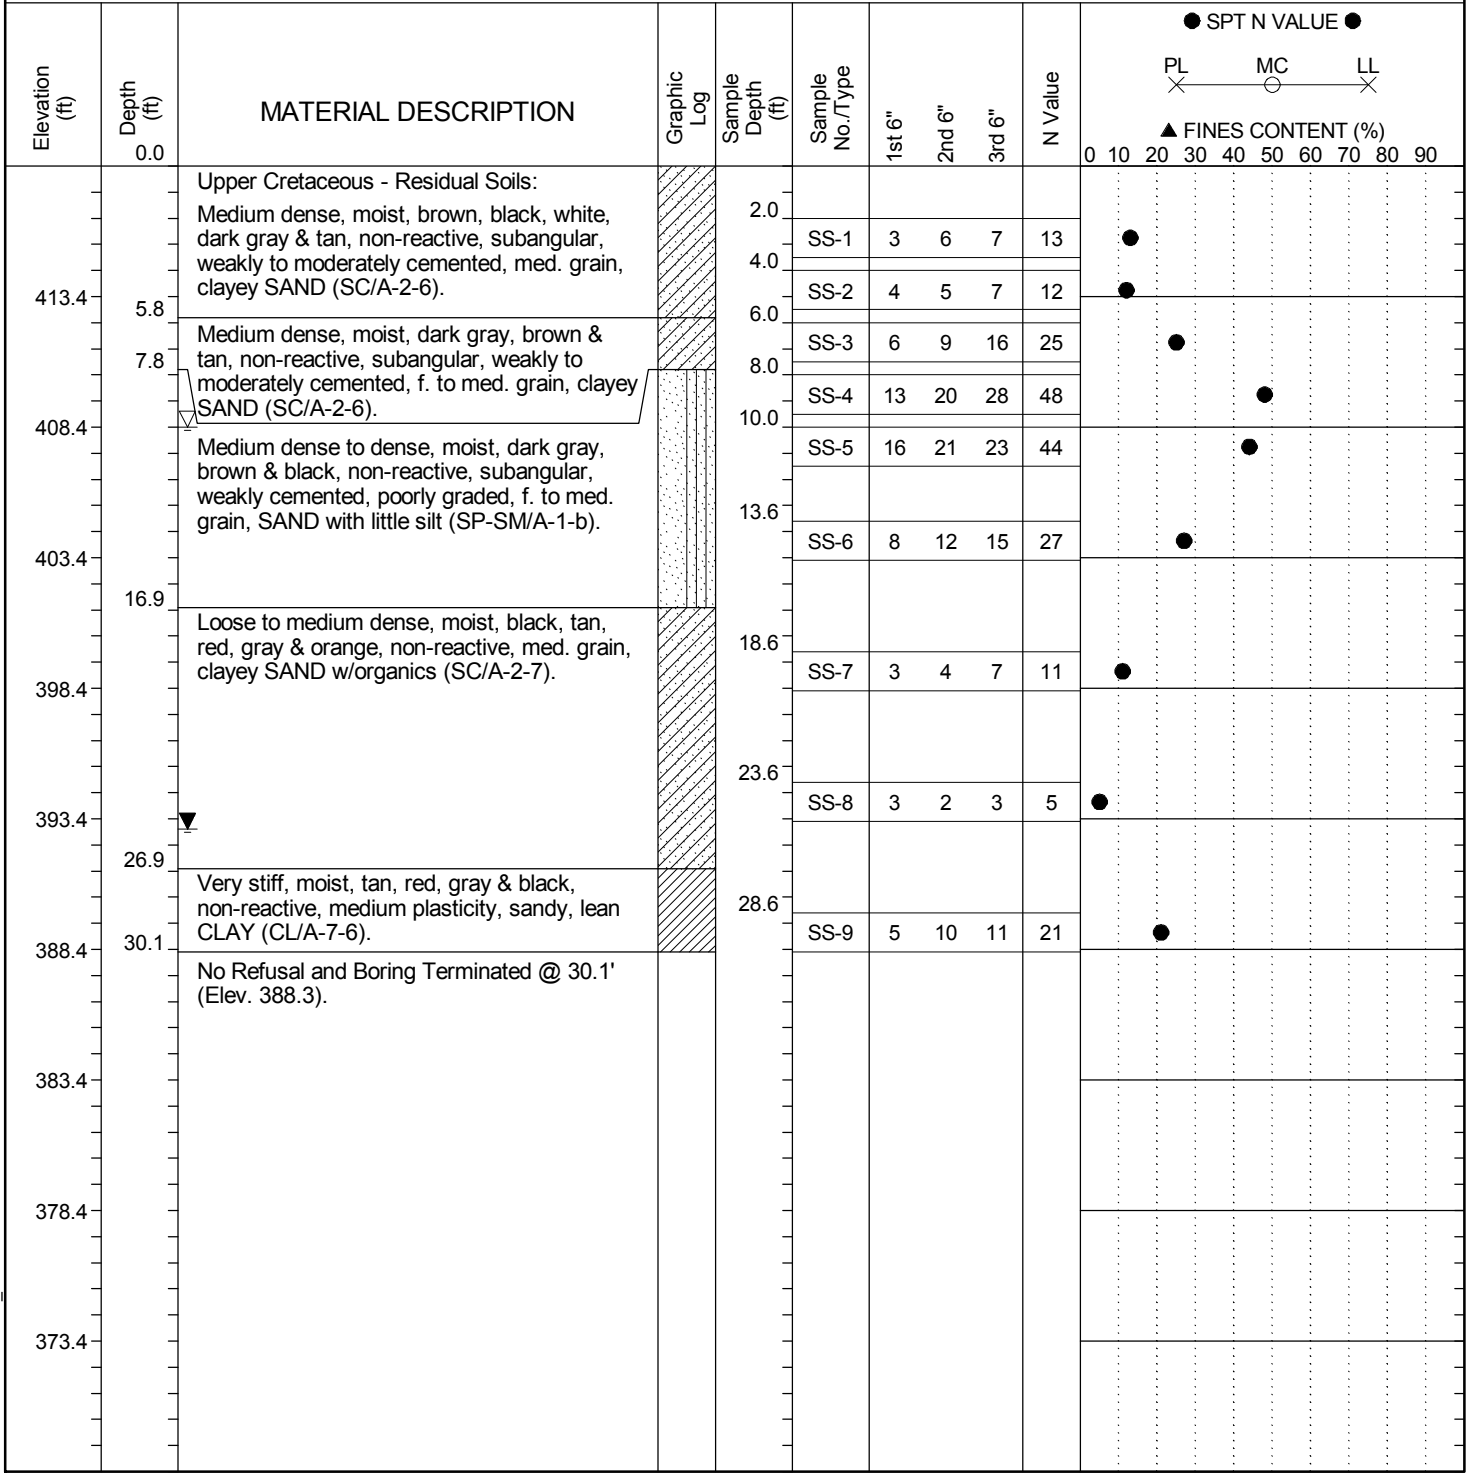 ● SPT N VALUE ●
PL MC LL
▲ FINES CONTENT (%)
0 10 20 30 40 50 60 70 80 90
Elevation
(ft)
Depth
(ft)
0.0
MATERIAL DESCRIPTION
Graphic
Log
Sample
Depth
(ft)
Sample
No./Type
1st 6"
2nd 6"
3rd 6"
N Value
Upper Cretaceous - Residual Soils:
Medium dense, moist, brown, black, white,
dark gray & tan, non-reactive, subangular,
weakly to moderately cemented, med. grain,
clayey SAND (SC/A-2-6).
2.0
SS-1 3 6 7 13
4.0
413.4
5.8
SS-2 4 5 7 12
6.0
Medium dense, moist, dark gray, brown &
tan, non-reactive, subangular, weakly to
moderately cemented, f. to med. grain, clayey
SAND (SC/A-2-6).
7.8
SS-3 6 9 16 25
8.0
SS-4 13 20 28 48
10.0
408.4
Medium dense to dense, moist, dark gray,
brown & black, non-reactive, subangular,
weakly cemented, poorly graded, f. to med.
grain, SAND with little silt (SP-SM/A-1-b).
SS-5 16 21 23 44
13.6
SS-6 8 12 15 27
403.4
16.9
Loose to medium dense, moist, black, tan,
red, gray & orange, non-reactive, med. grain,
clayey SAND w/organics (SC/A-2-7).
18.6
SS-7 3 4 7 11
398.4
23.6
SS-8 3 2 3 5
393.4
26.9
Very stiff, moist, tan, red, gray & black,
non-reactive, medium plasticity, sandy, lean
CLAY (CL/A-7-6).
28.6
SS-9 5 10 11 21
388.4
30.1
No Refusal and Boring Terminated @ 30.1'
(Elev. 388.3).
383.4
378.4
373.4